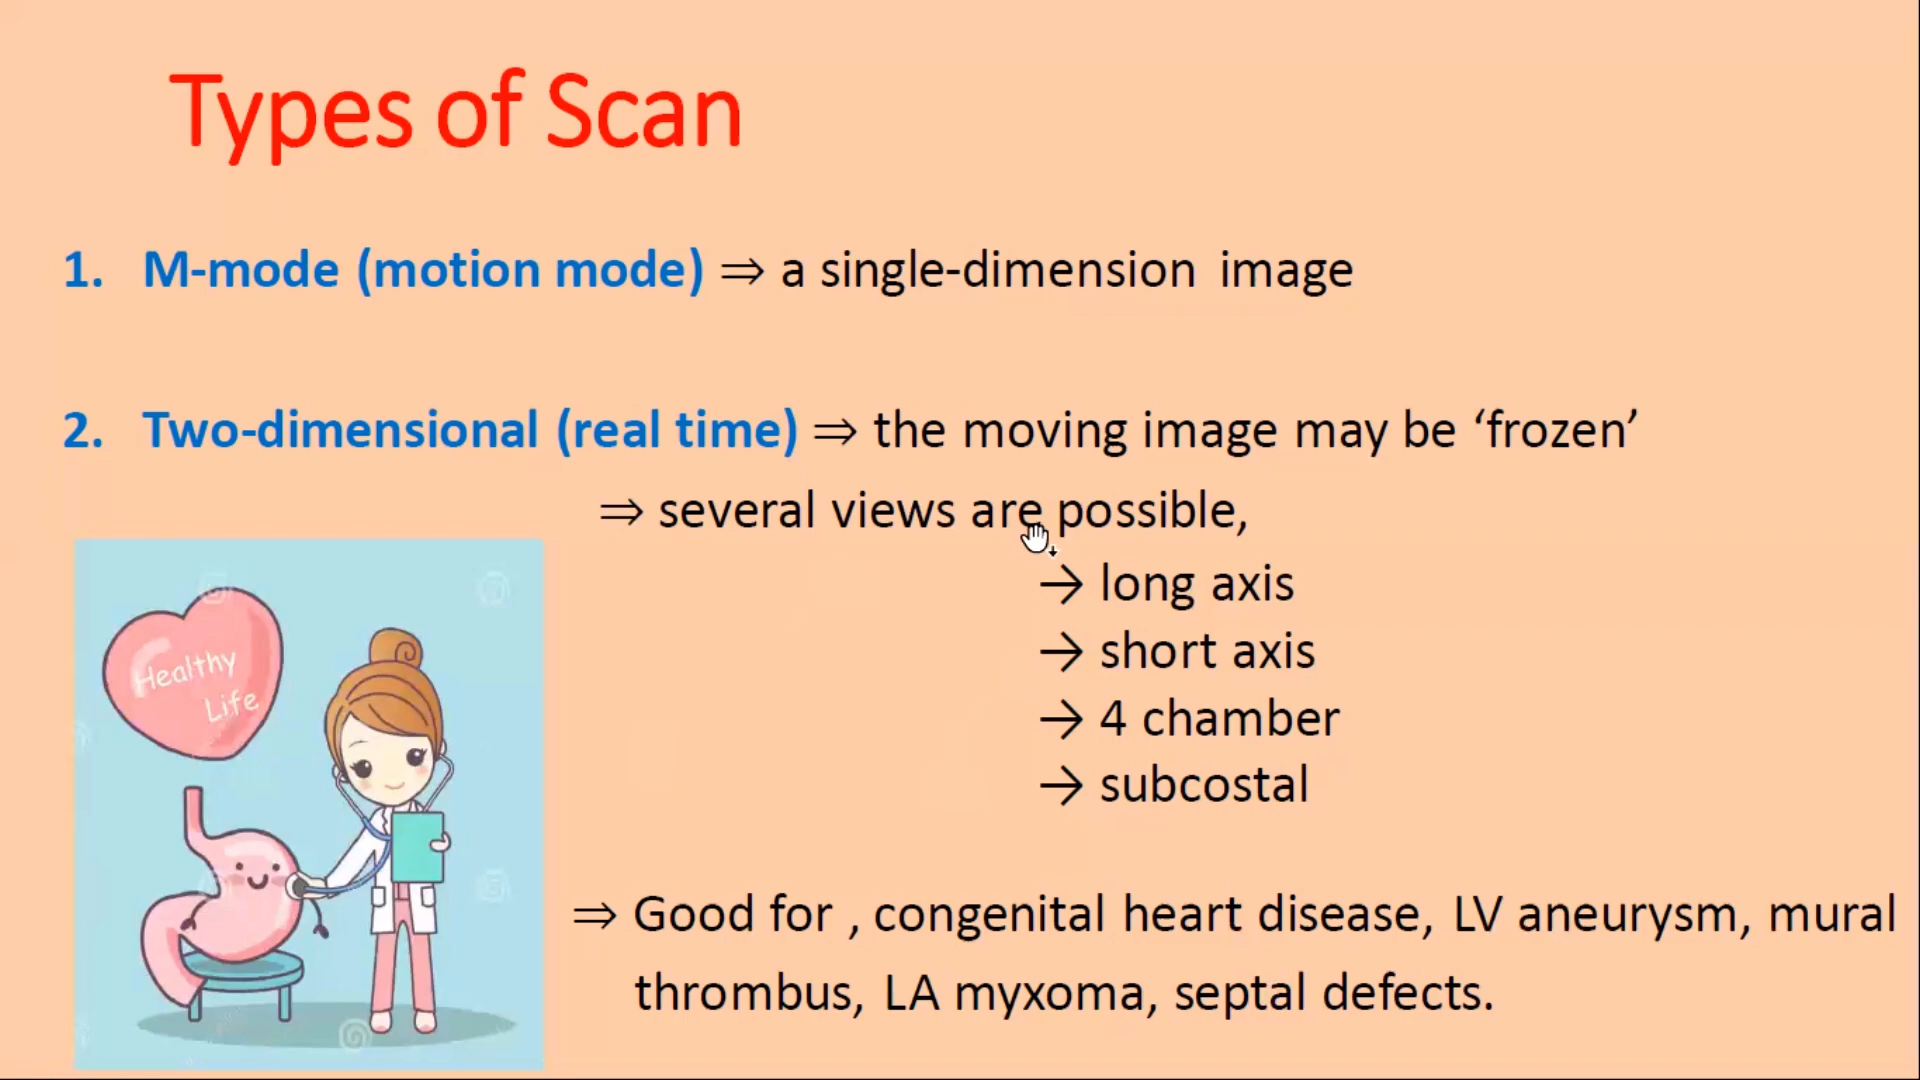 Types of Scan
1. M-mode (motion mode) ⇒ a single-dimension image
2. Two-dimensional (real time) ⇒ the moving image may be ‘frozen’
⇒ several views are possible,
→ long axis
→ short axis
→ 4 chamber
→ subcostal
Healthy
Life
⇒ Good for , congenital heart disease, LV aneurysm, mural
thrombus, LA myxoma, septal defects.